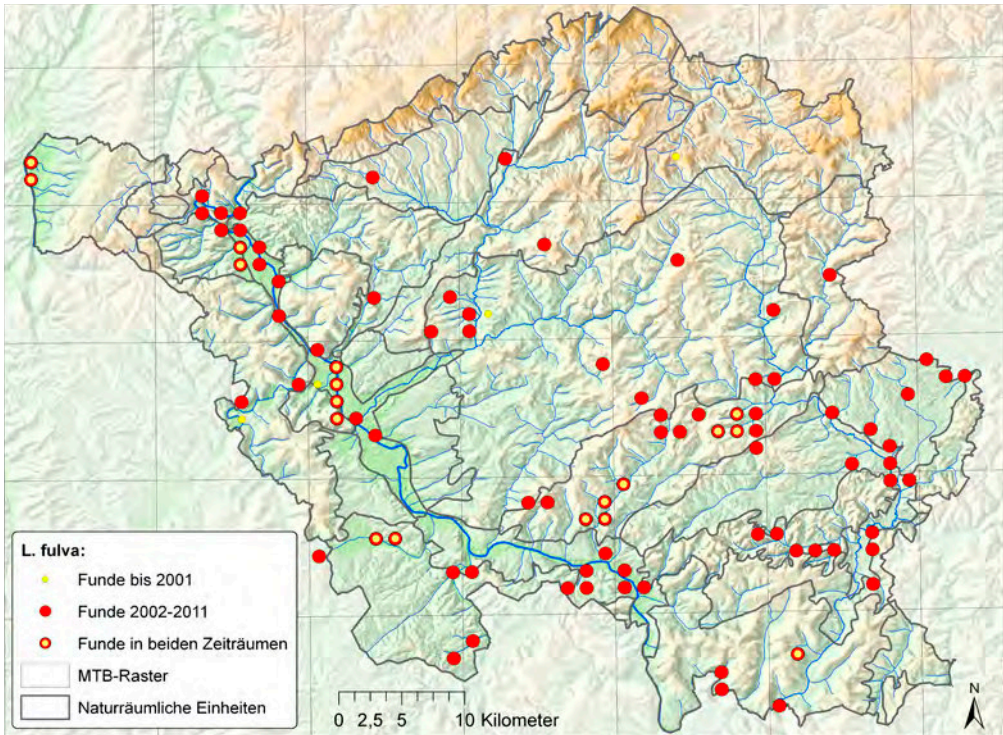 L. fulva:
Funde bis 2001
Funde 2002-2011
Funde in beiden Zeiträumen
MTB-Raster
Naturräumliche Einheiten
0 2,5 5 10 Kilometer
N